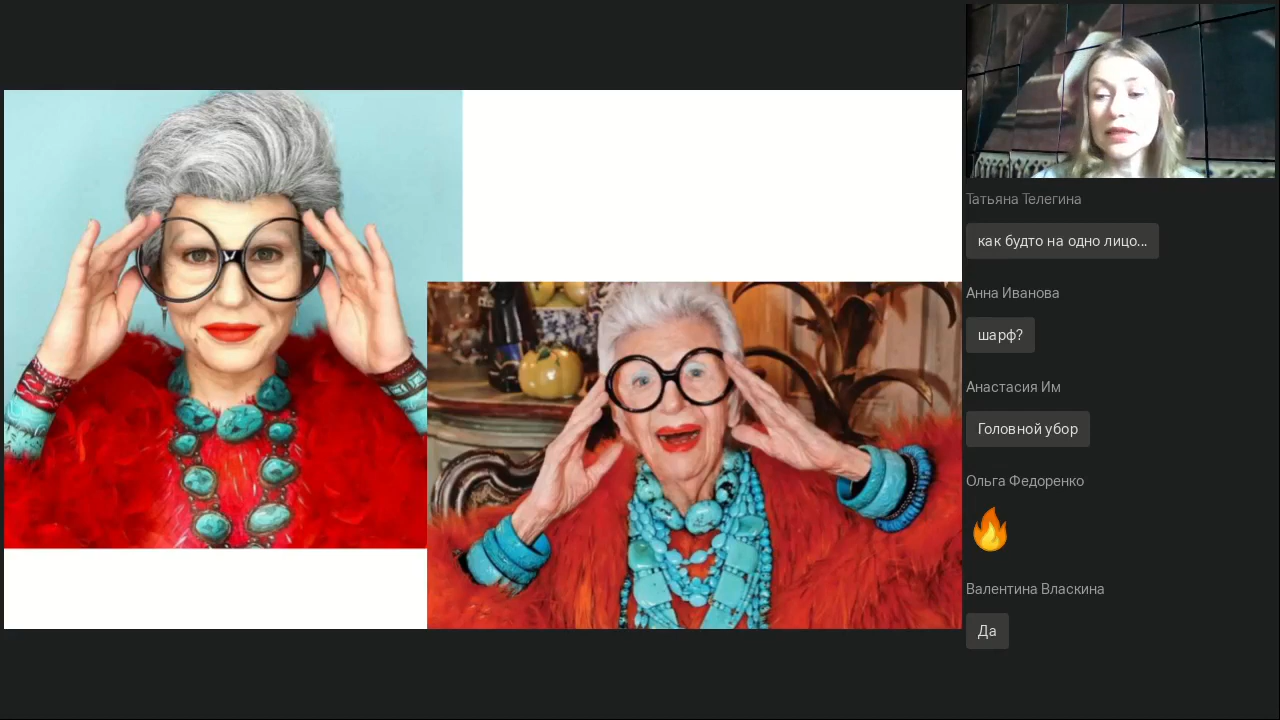 Татьяна Телегина
как будто на одно лицо...
Анна Иванова
шарф?
Анастасия Им
Головной убор
Ольга Федоренко
Валентина Власкина
Да